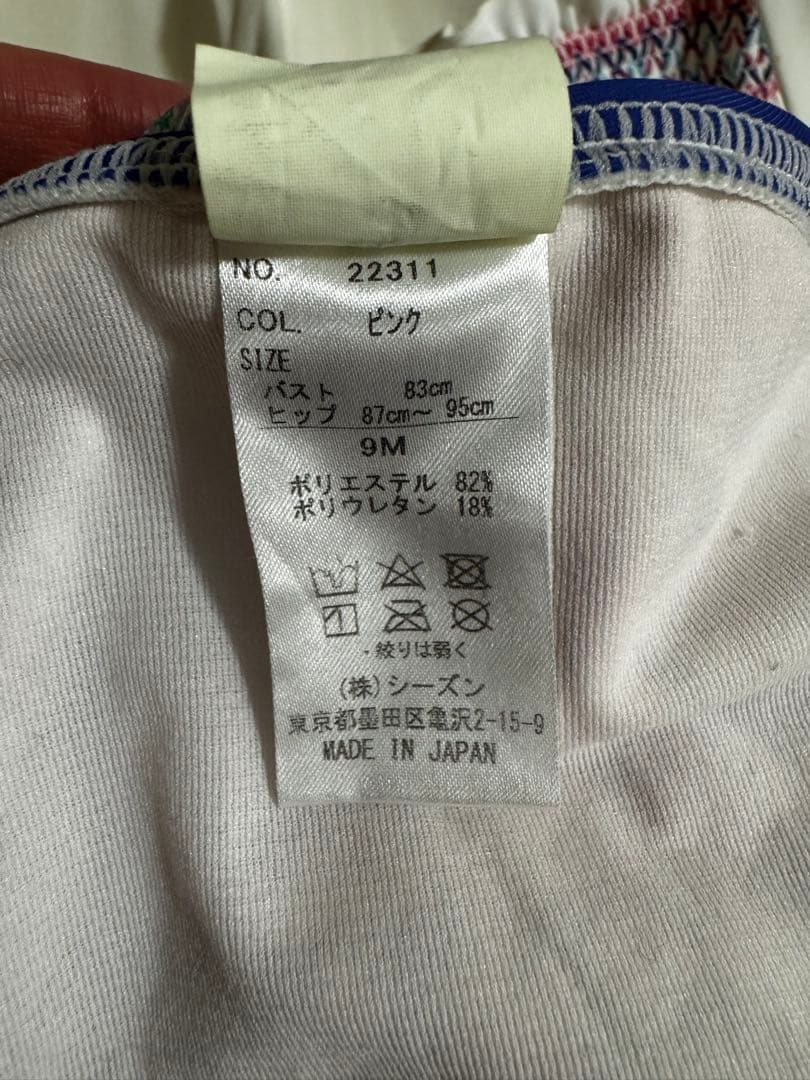 NO. 22311
COL. ピンク
SIZE
バスト 83cm
ヒップ 87cm〜 95cm
9M
ポリエステル 82%
ポリウレタン 18%
・絞りは弱く
(株)シーズン
東京都墨田区亀沢2-15-9
MADE IN JAPAN